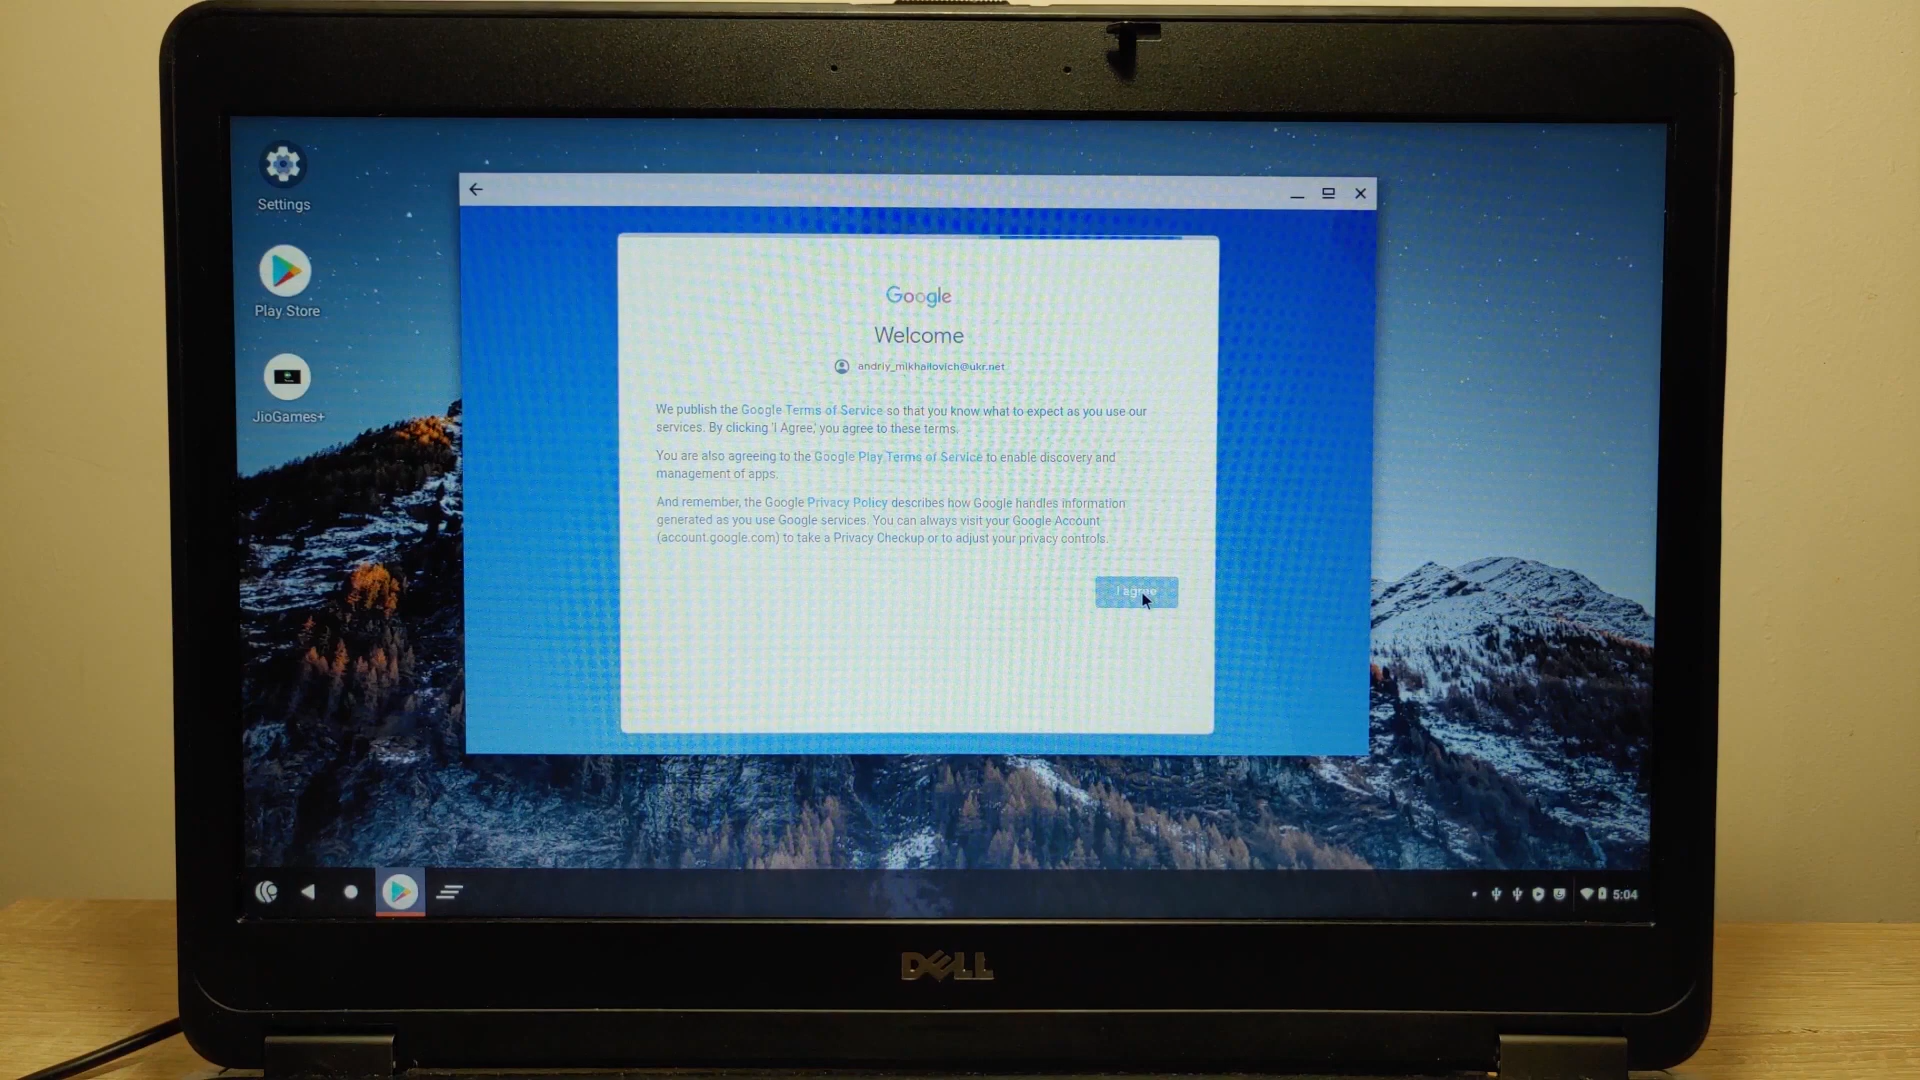 Settings
Play Store
JioGames+
Google
Welcome
andriy_mikhailovich@ukr.net
We publish the Google Terms of Service so that you know what to expect as you use our
services. By clicking 'I Agree,' you agree to these terms.
You are also agreeing to the Google Play Terms of Service to enable discovery and
management of apps.
And remember, the Google Privacy Policy describes how Google handles information
generated as you use Google services. You can always visit your Google Account
(account.google.com) to take a Privacy Checkup or to adjust your privacy controls.
I agree
5:04
DELL